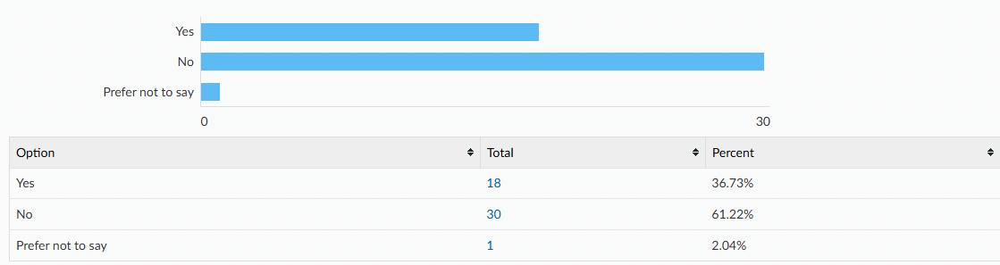 Yes
No
Prefer not to say
0 30
Option Total Percent
Yes 18 36.73%
No 30 61.22%
Prefer not to say 1 2.04%